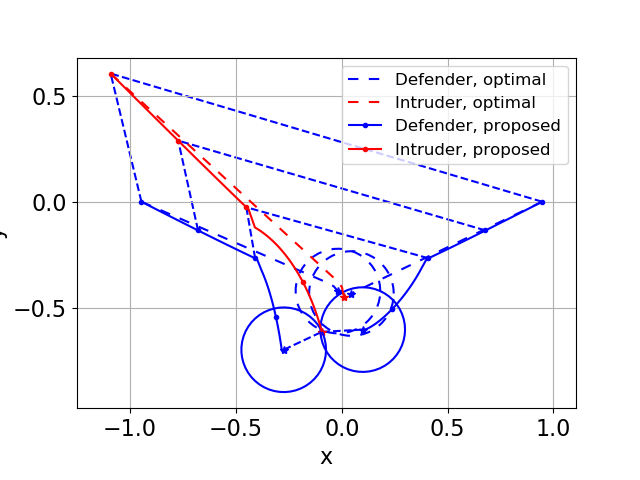 Defender, optimal
Intruder, optimal
Defender, proposed
Intruder, proposed
0.5
0.0
−0.5
−1.0 −0.5 0.0 0.5 1.0
x